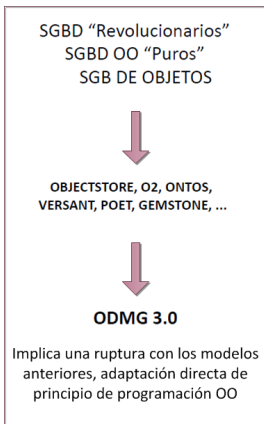 SGBD “Revolucionarios”
SGBD OO “Puros”
SGB DE OBJETOS
OBJECTSTORE, O2, ONTOS,
VERSANT, POET, GEMSTONE, ...
ODMG 3.0
Implica una ruptura con los modelos
anteriores, adaptación directa de
principio de programación OO